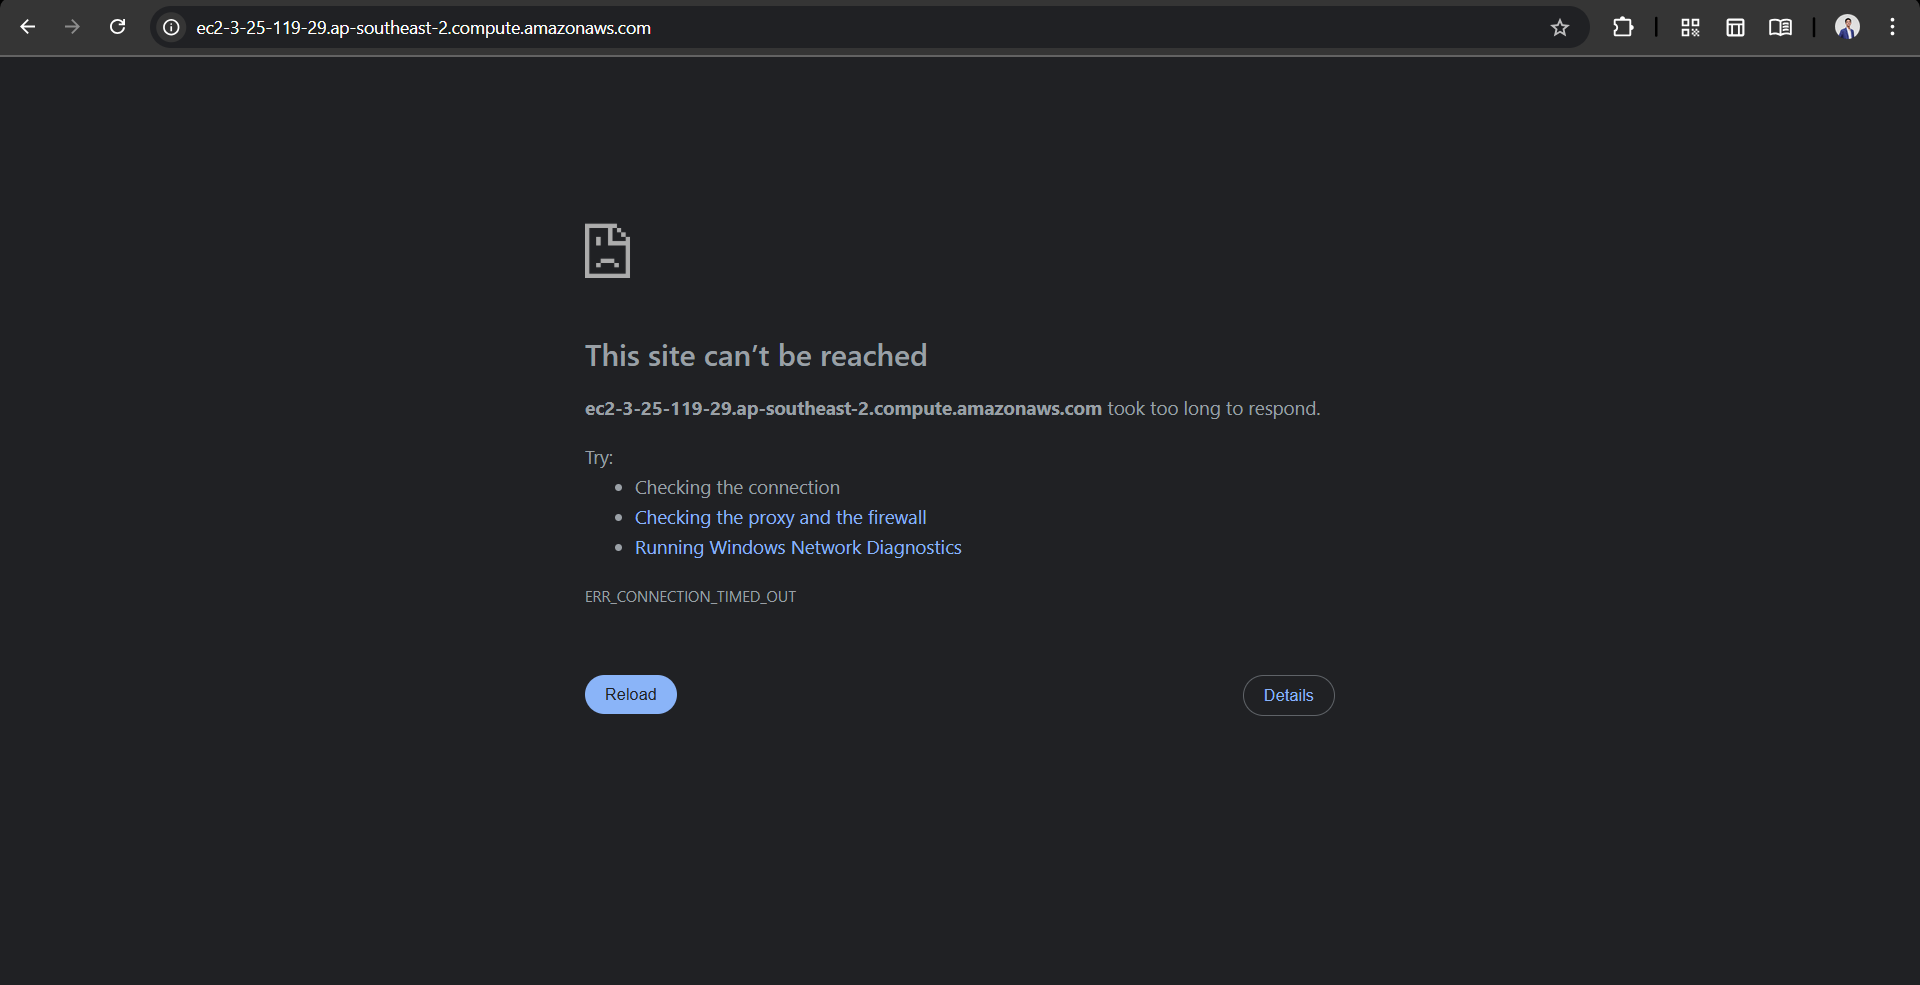 ec2-3-25-119-29.ap-southeast-2.compute.amazonaws.com
This site can’t be reached
ec2-3-25-119-29.ap-southeast-2.compute.amazonaws.com took too long to respond.
Try:
Checking the connection
Checking the proxy and the firewall
Running Windows Network Diagnostics
ERR_CONNECTION_TIMED_OUT
Reload
Details